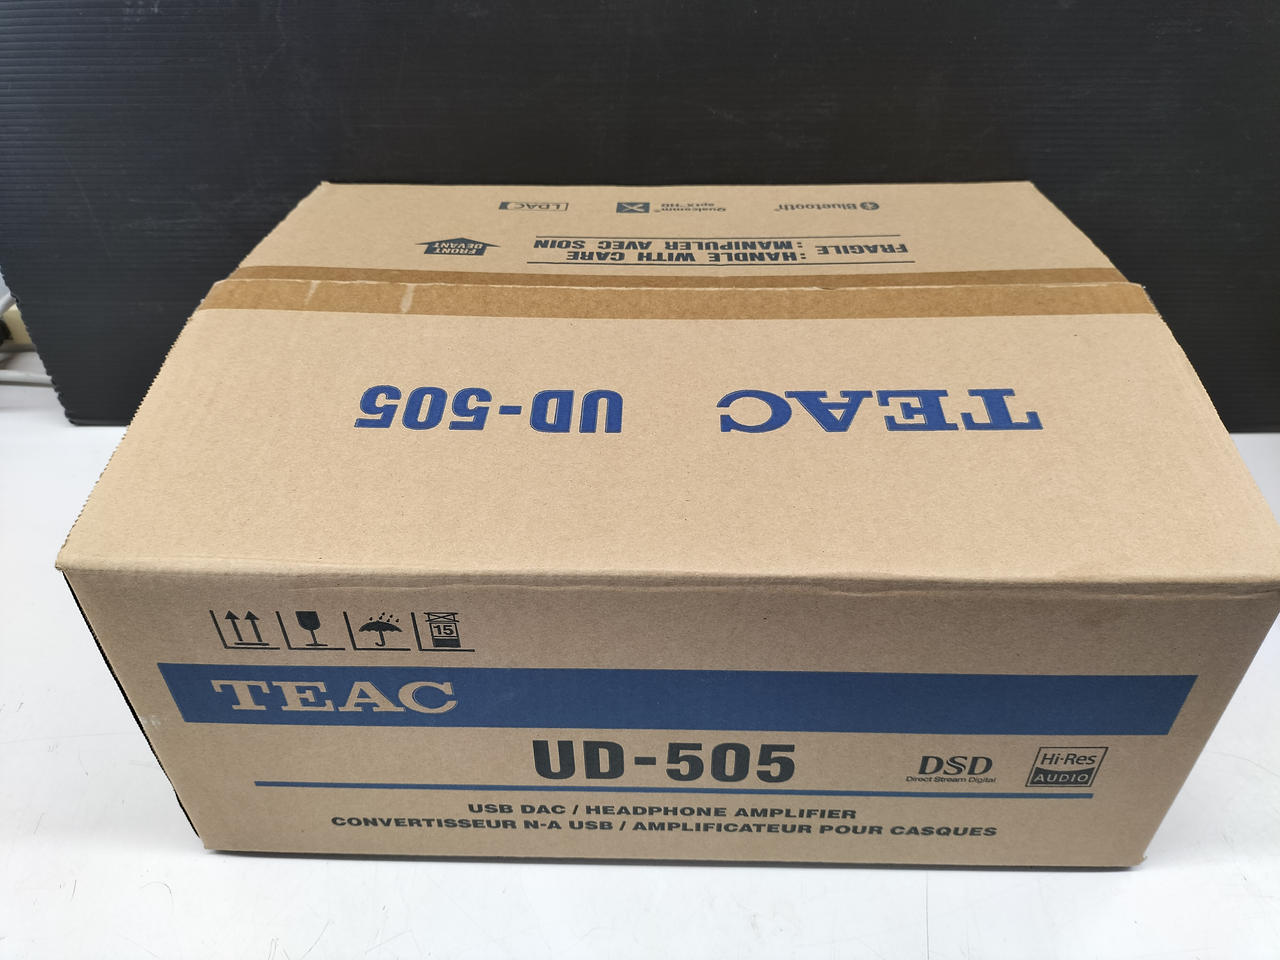 Bluetooth®
Qualcomm®
aptX™ HD
LDAC
FRAGILE : HANDLE WITH CARE
: MANIPULER AVEC SOIN
FRONT
DEVANT
TEAC UD-505
15
TEAC
UD-505
DSD
Direct Stream Digital
Hi-Res
AUDIO
USB DAC / HEADPHONE AMPLIFIER
CONVERTISSEUR N-A USB / AMPLIFICATEUR POUR CASQUES